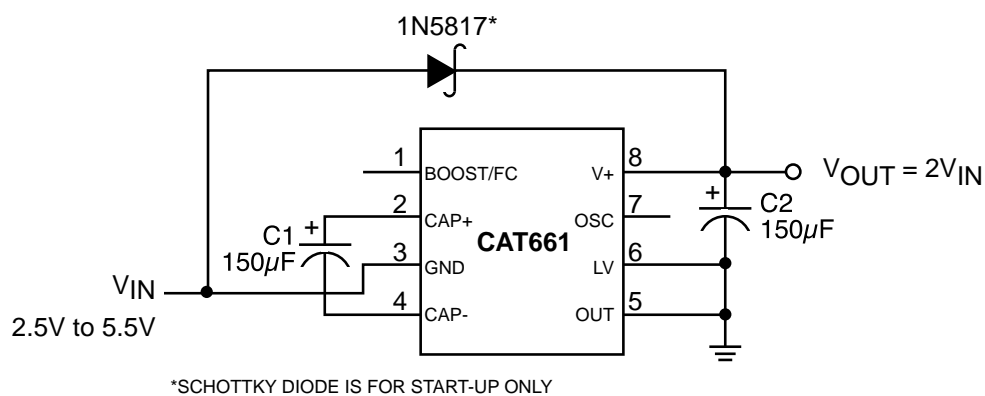 1N5817*
1 BOOST/FC V+ 8
VOUT = 2VIN
2 CAP+ OSC 7
+ C1 150µF
CAT661
+ C2 150µF
3 GND LV 6
VIN
2.5V to 5.5V
4 CAP- OUT 5
*SCHOTTKY DIODE IS FOR START-UP ONLY